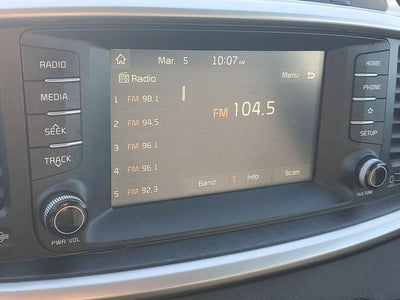 Mar. 5 10:07 AM
RADIO
MEDIA
SEEK
TRACK
PWR VOL
Radio
Menu
1 FM 98.1
2 FM 94.5
3 FM 96.1
4 FM 96.1
5 FM 92.3
FM 104.5
Band
Info
Scan
HOME
PHONE
SETUP
FILE TUNE